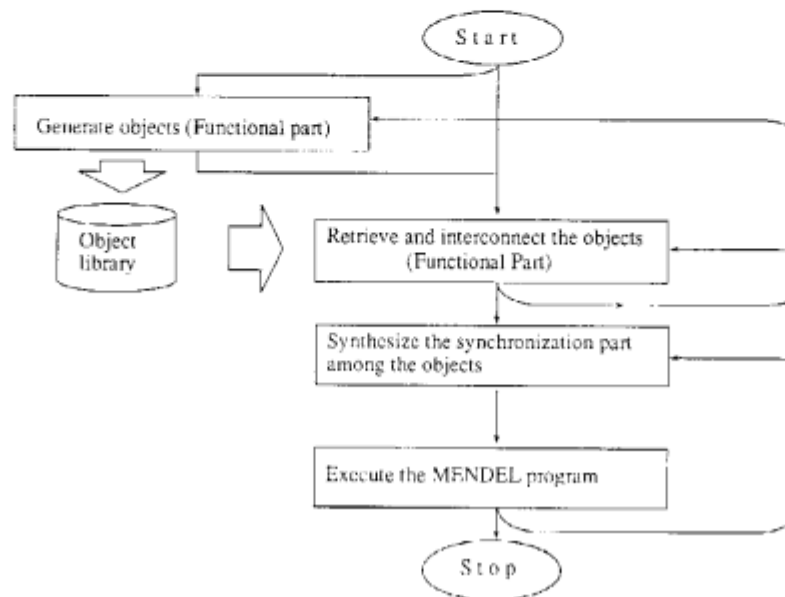 Start
Generate objects (Functional part)
Object
library
Retrieve and interconnect the objects
(Functional Part)
Synthesize the synchronization part
among the objects
Execute the MENDEL program
Stop